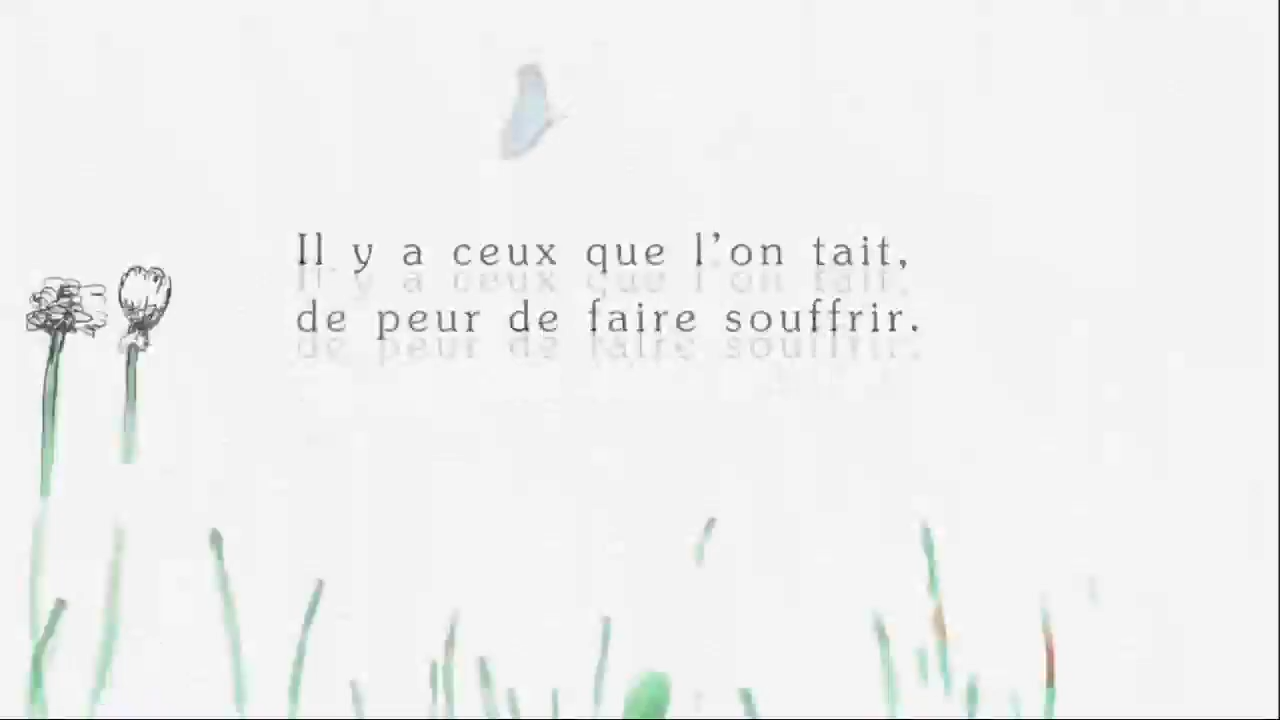 Il y a ceux que l’on tait,
de peur de faire souffrir.